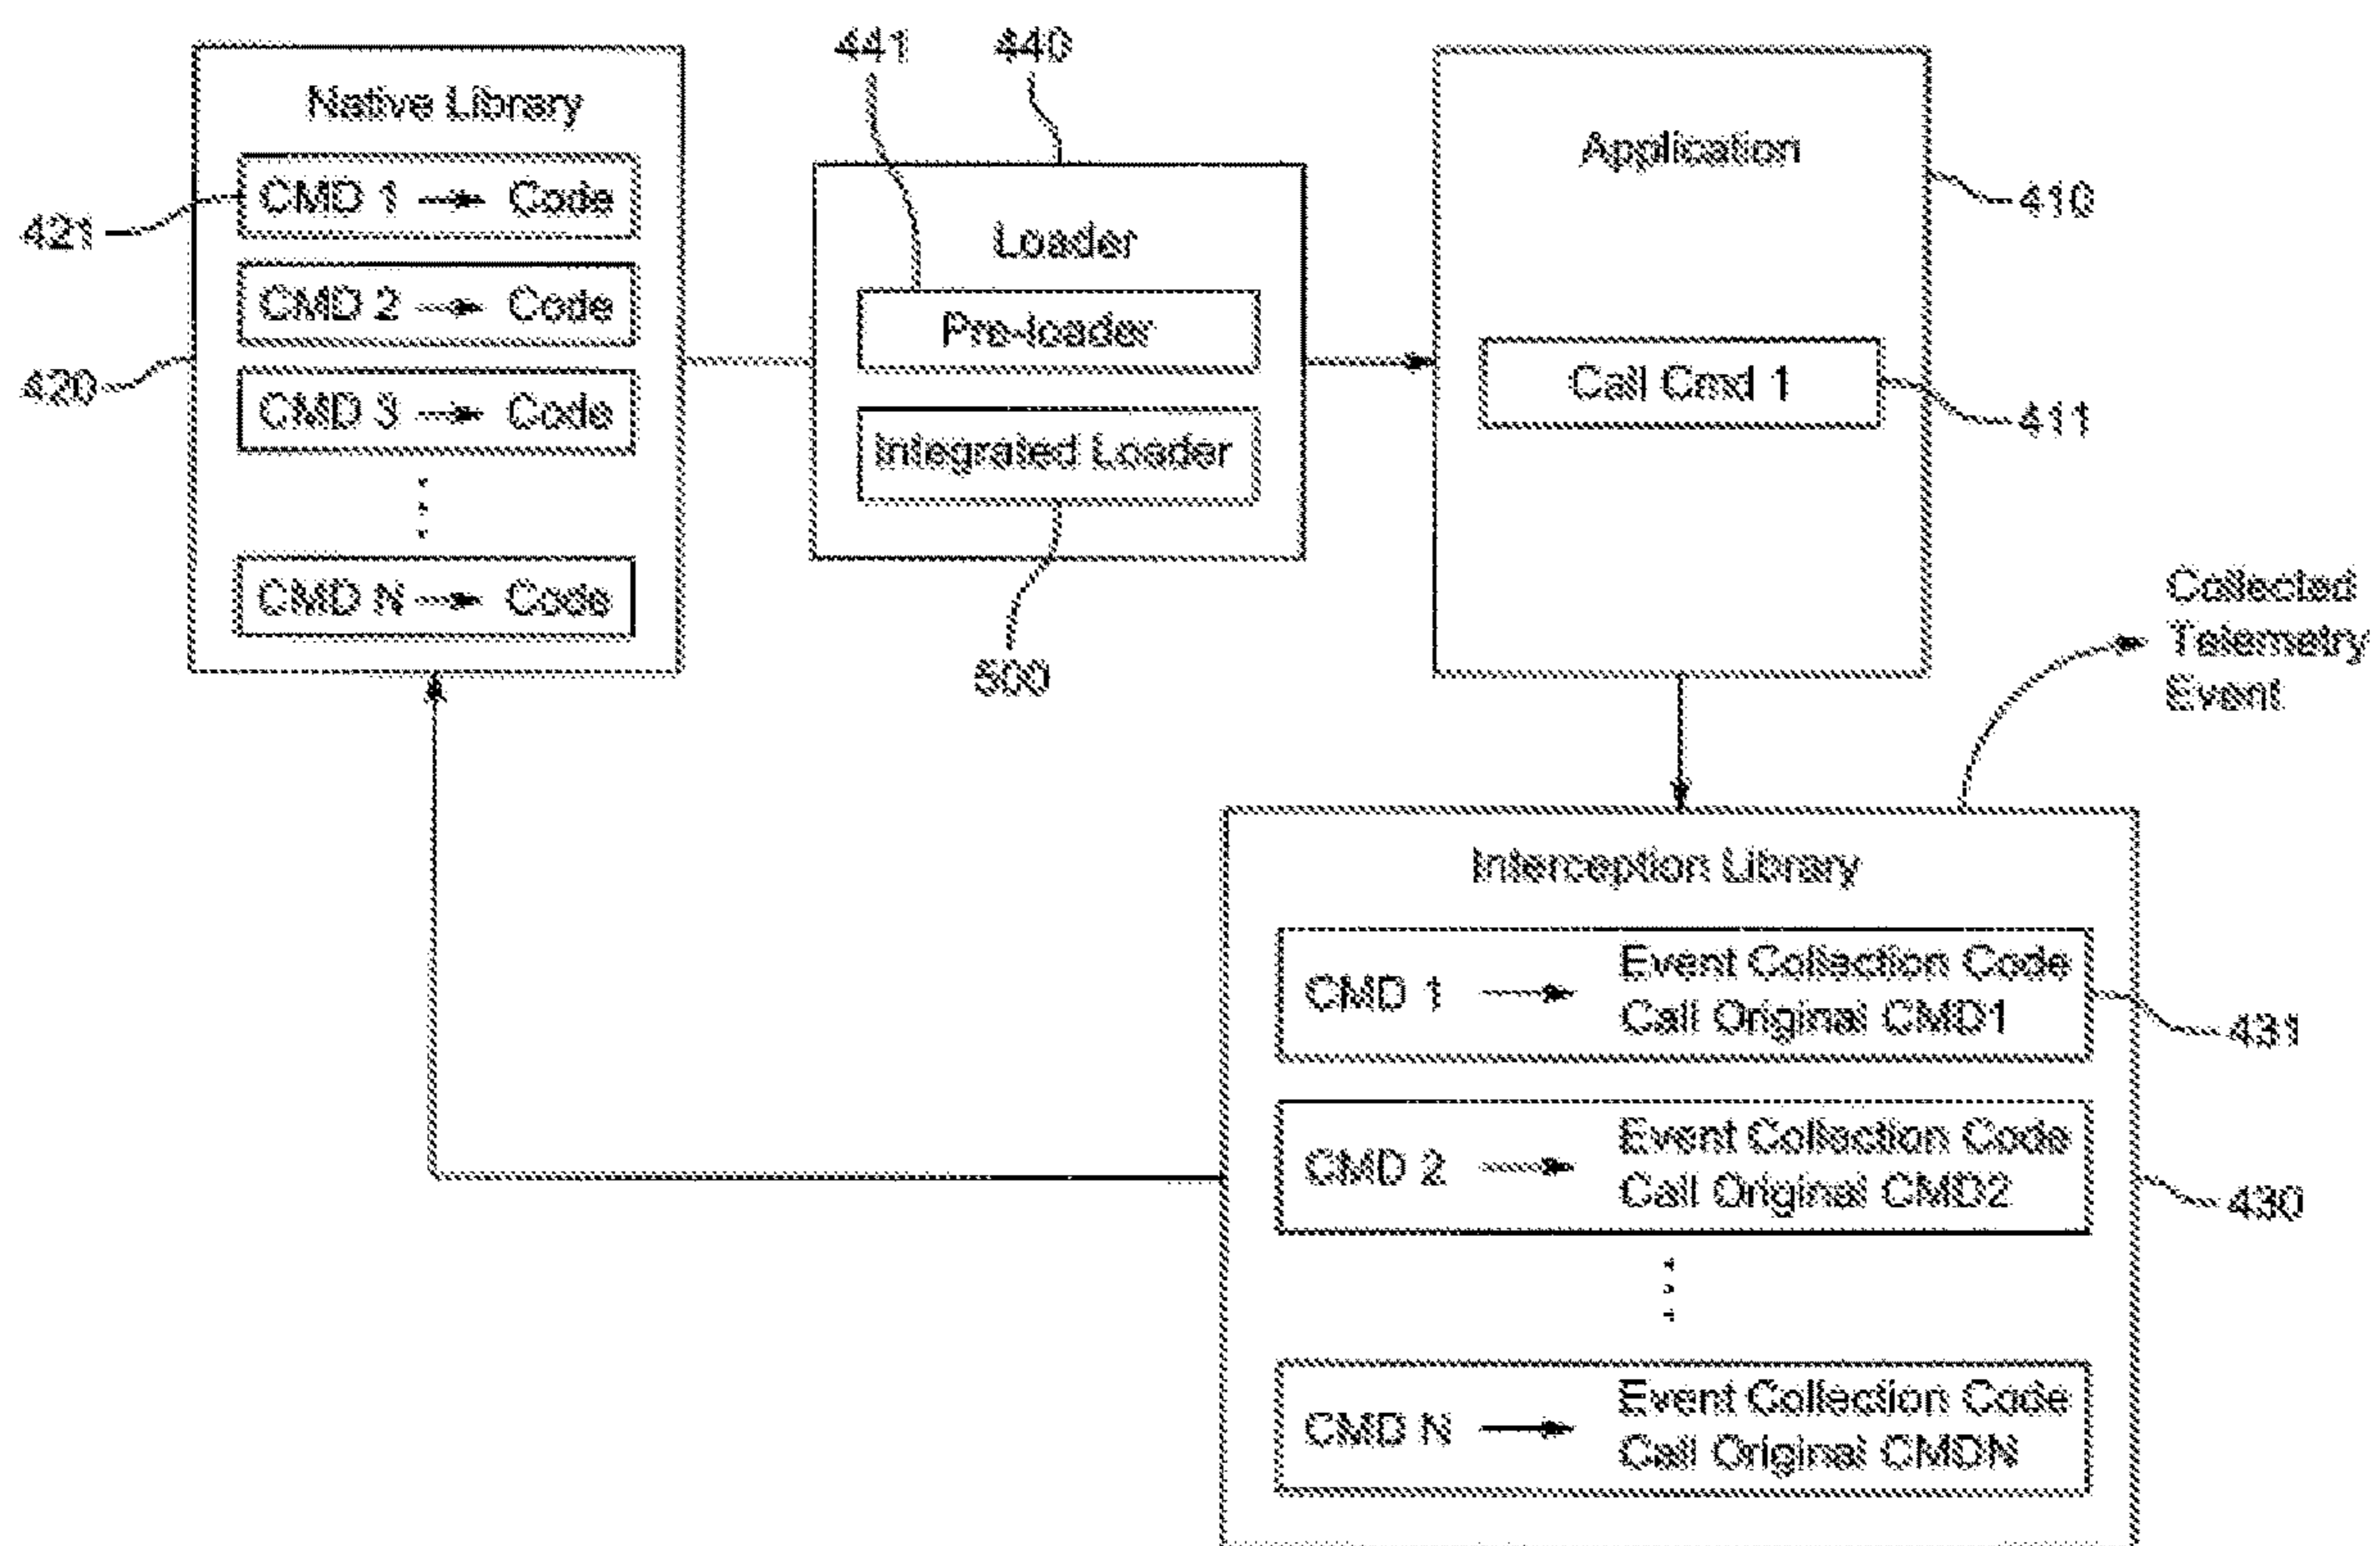 441
440
Native Library
Application
CMD 1 → Code
410
421
Loader
CMD 2 → Code
Pre-loader
420
CMD 3 → Code
Call Cmd 1
411
Integrated Loader
CMD N → Code
500
Collected
Telemetry
Event
Interception Library
CMD 1 → Event Collection Code
Call Original CMD1
431
CMD 2 → Event Collection Code
Call Original CMD2
430
CMD N → Event Collection Code
Call Original CMDN